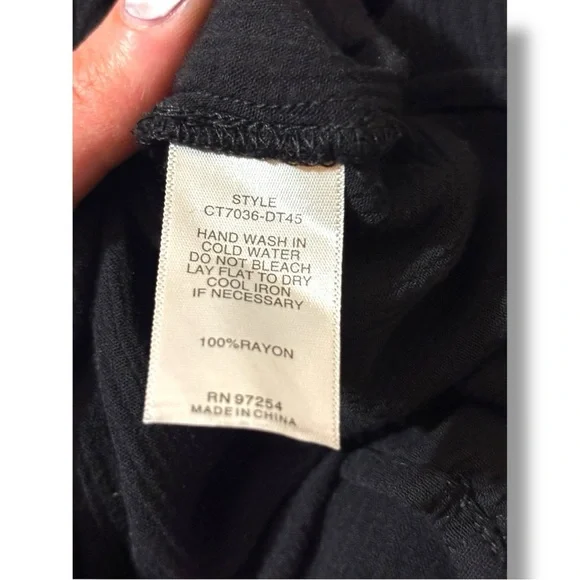 STYLE
CT7036-DT45
HAND WASH IN
COLD WATER
DO NOT BLEACH
LAY FLAT TO DRY
COOL IRON
IF NECESSARY
100%RAYON
RN 97254
MADE IN CHINA